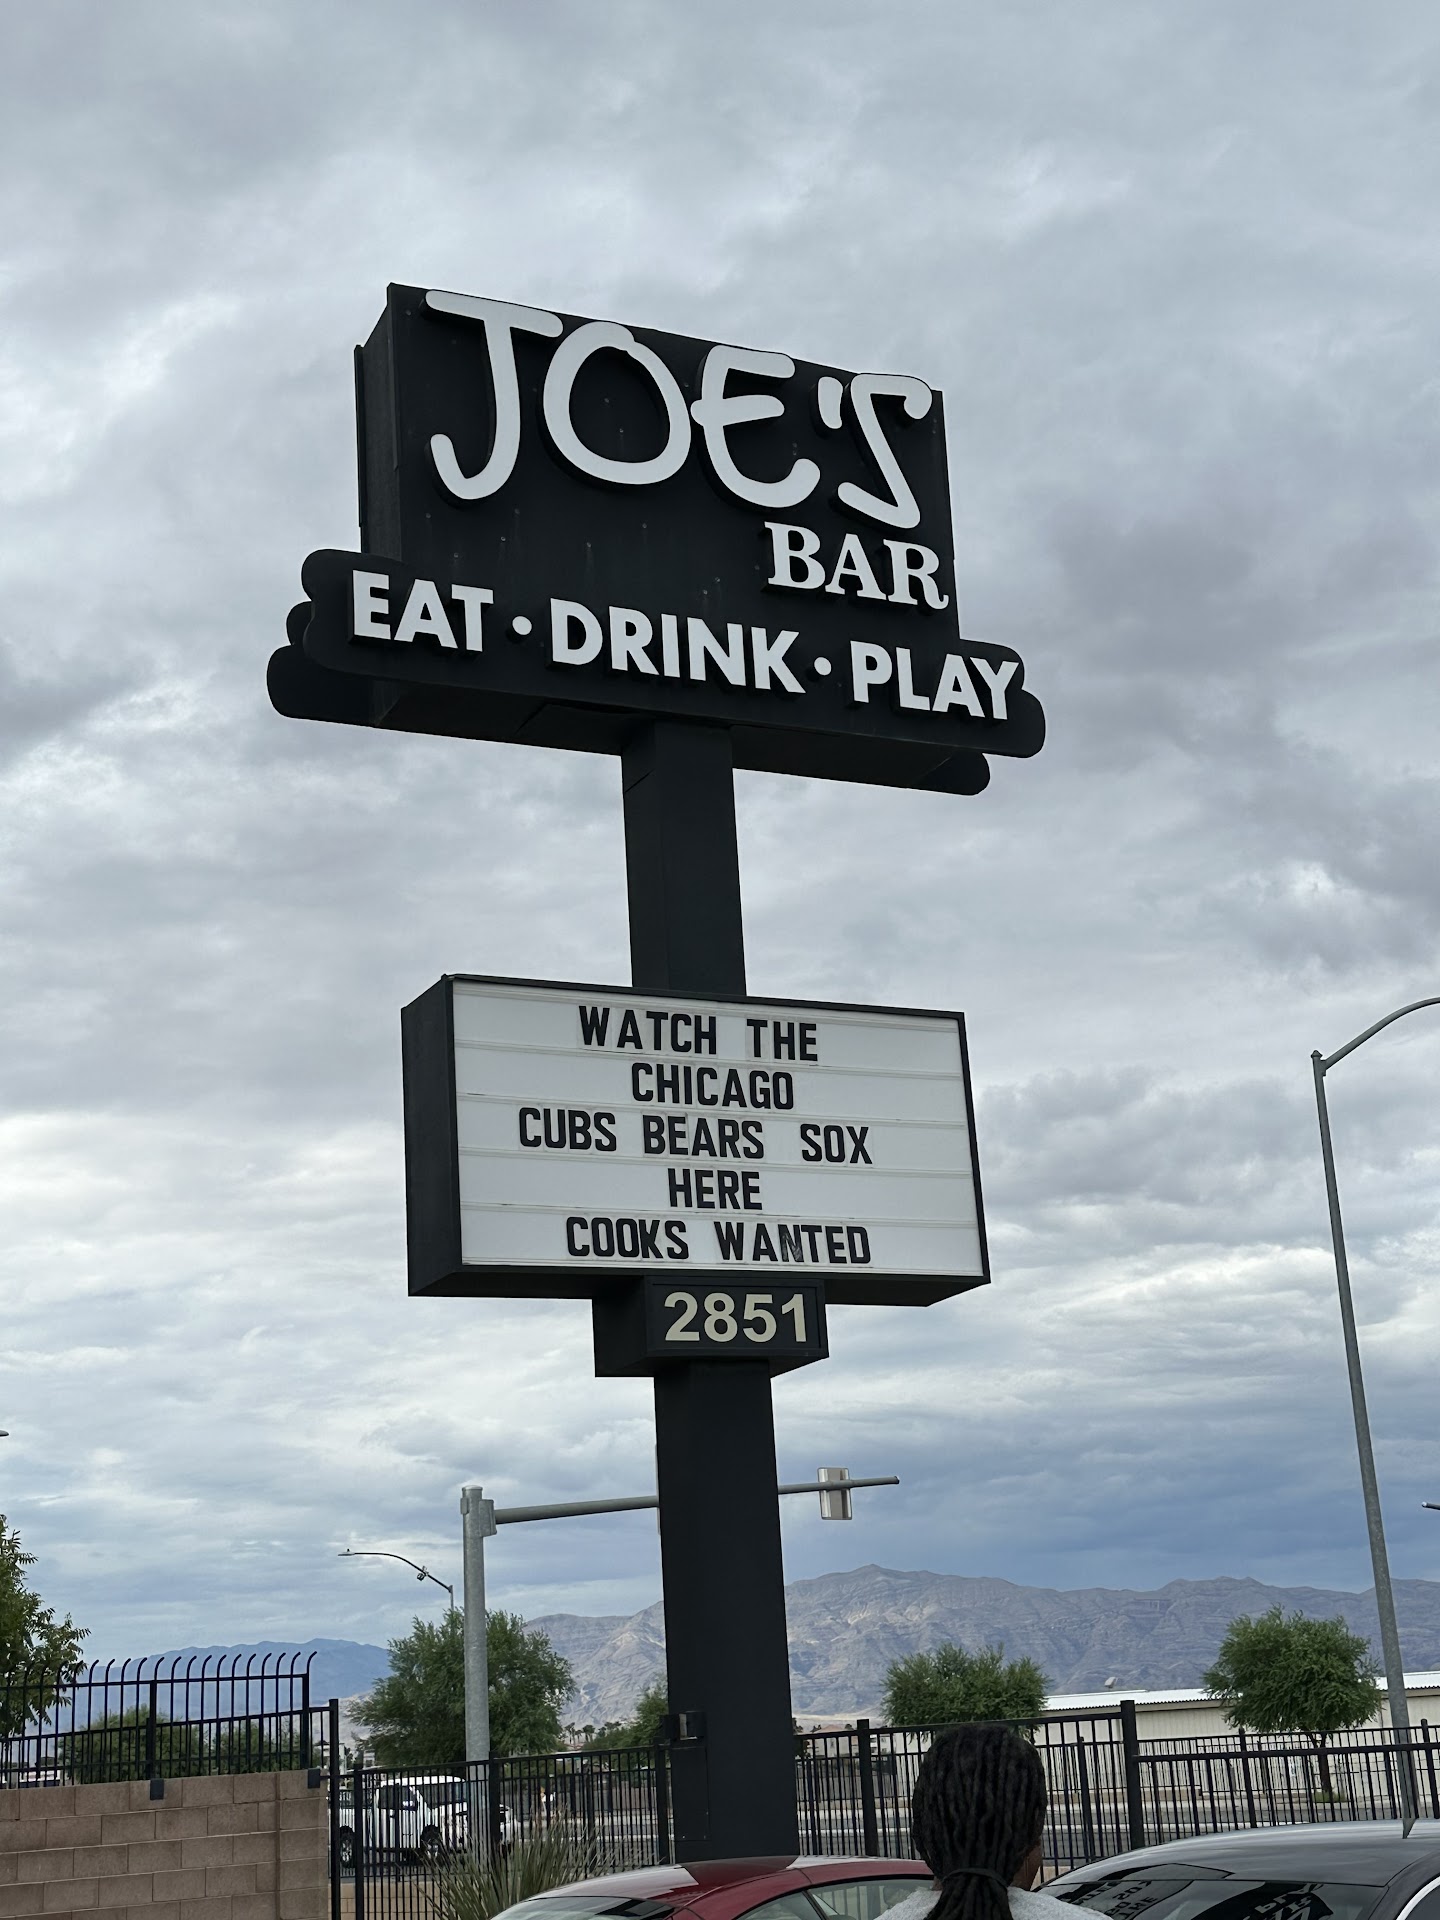 JOE'S
BAR
EAT · DRINK · PLAY
WATCH THE
CHICAGO
CUBS BEARS SOX
HERE
COOKS WANTED
2851